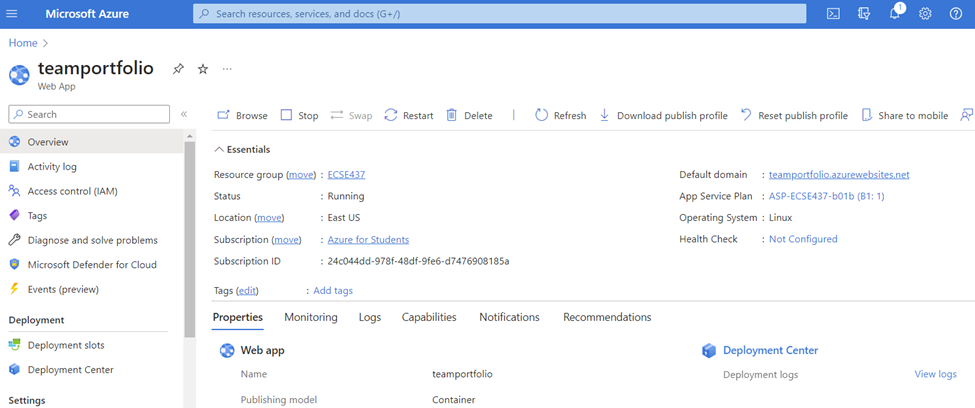 Microsoft Azure
Search resources, services, and docs (G+/)
1
Home
teamportfolio
Web App
Search
Overview
Activity log
Access control (IAM)
Tags
Diagnose and solve problems
Microsoft Defender for Cloud
Events (preview)
Deployment
Deployment slots
Deployment Center
Settings
Browse Stop Swap Restart Delete Refresh Download publish profile Reset publish profile Share to mobile
Essentials
Resource group (move) : ECSE437
Status : Running
Location (move) : East US
Subscription (move) : Azure for Students
Subscription ID : 24c044dd-978f-48df-9fe6-d7476908185a
Default domain : teamportfolio.azurewebsites.net
App Service Plan : ASP-ECSE437-b01b (B1: 1)
Operating System : Linux
Health Check : Not Configured
Tags (edit) : Add tags
Properties Monitoring Logs Capabilities Notifications Recommendations
Web app
Name teamportfolio
Publishing model Container
Deployment Center
Deployment logs View logs